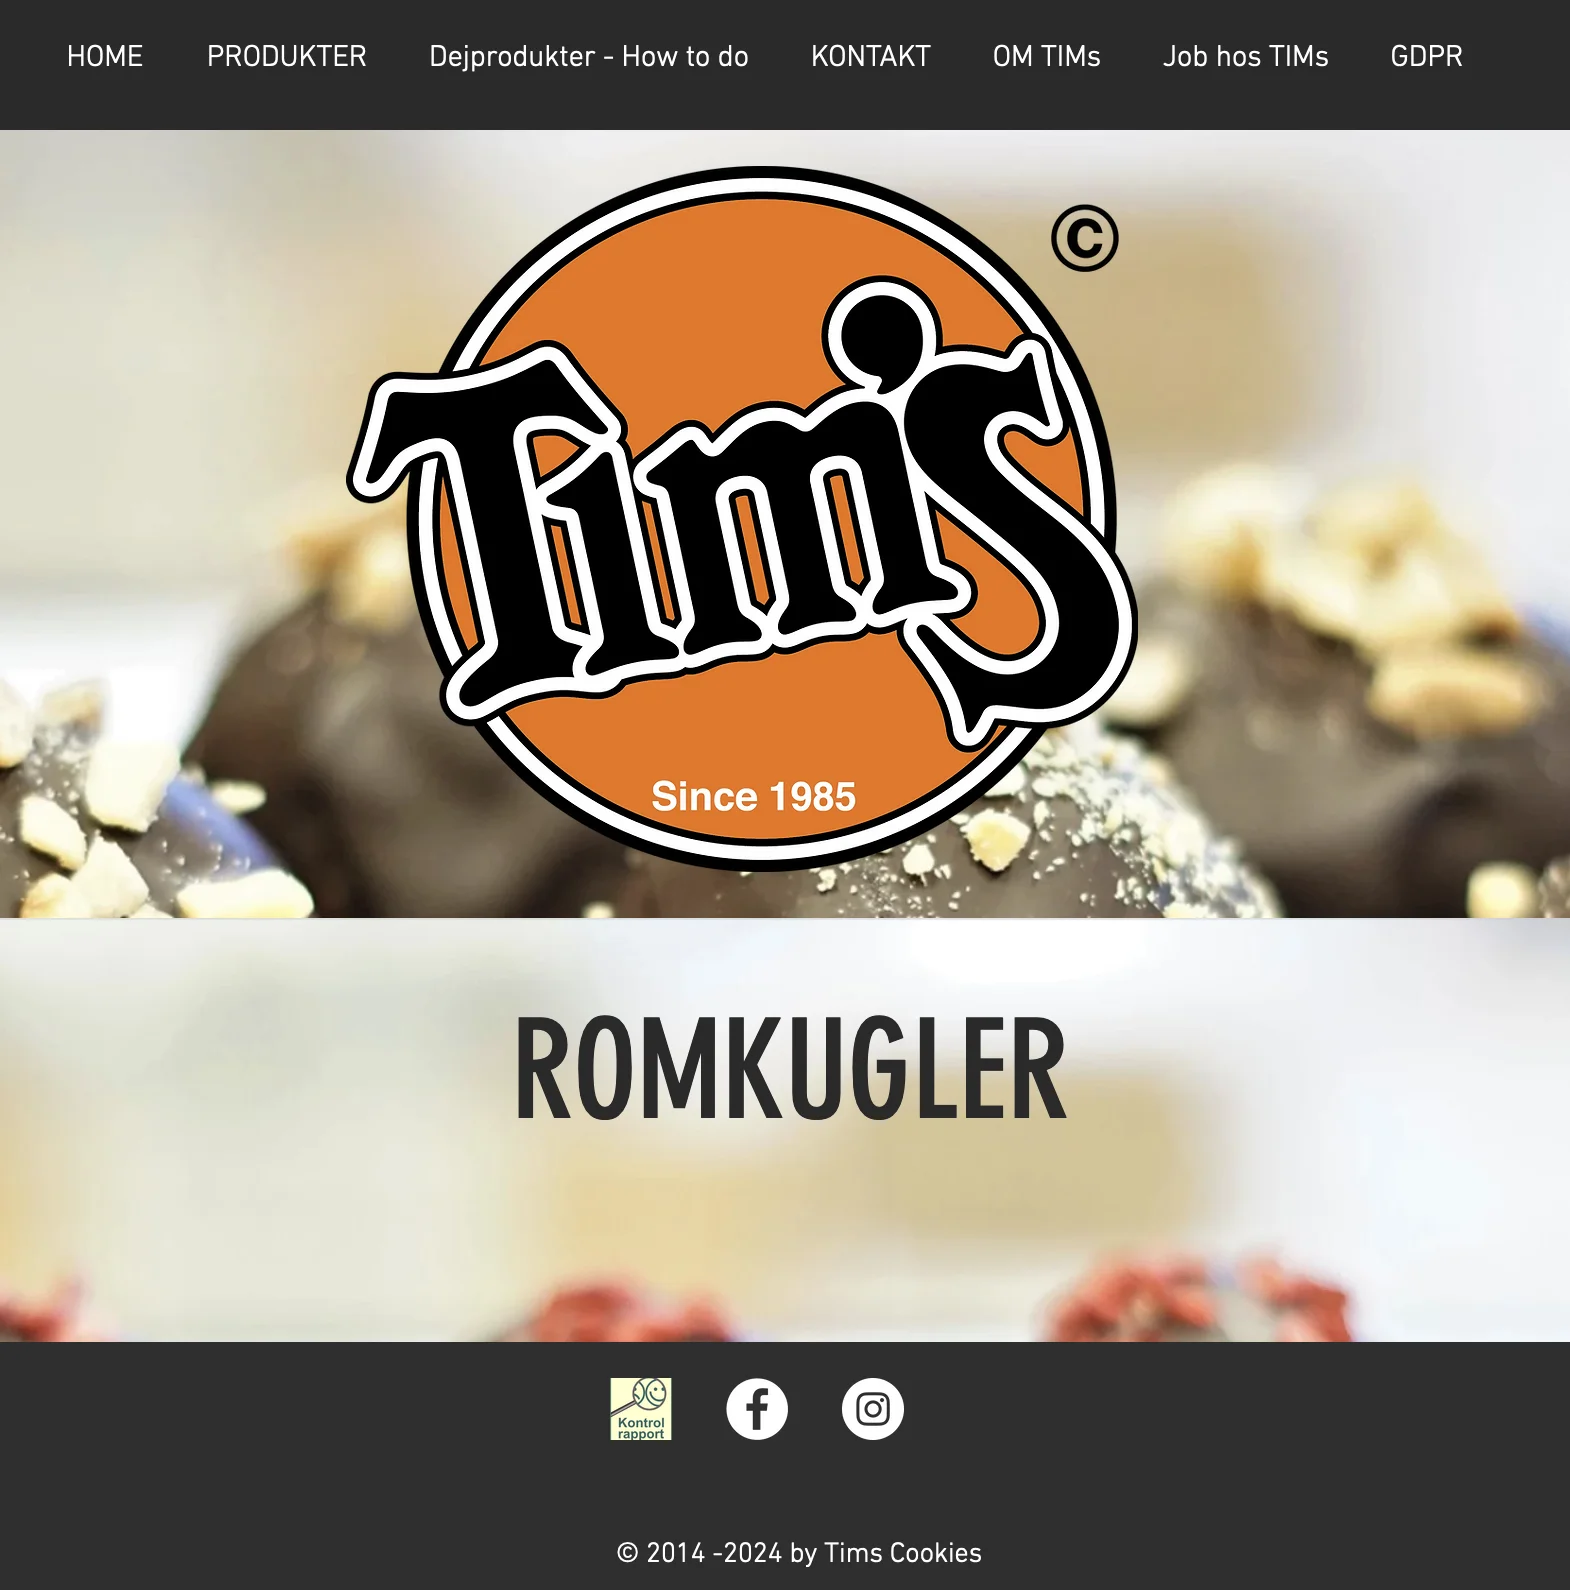 HOME PRODUKTER Dejprodukter - How to do KONTAKT OM TIMs Job hos TIMs GDPR
©
Tim's
Since 1985
ROMKUGLER
Kontrol
rapport
© 2014 -2024 by Tims Cookies